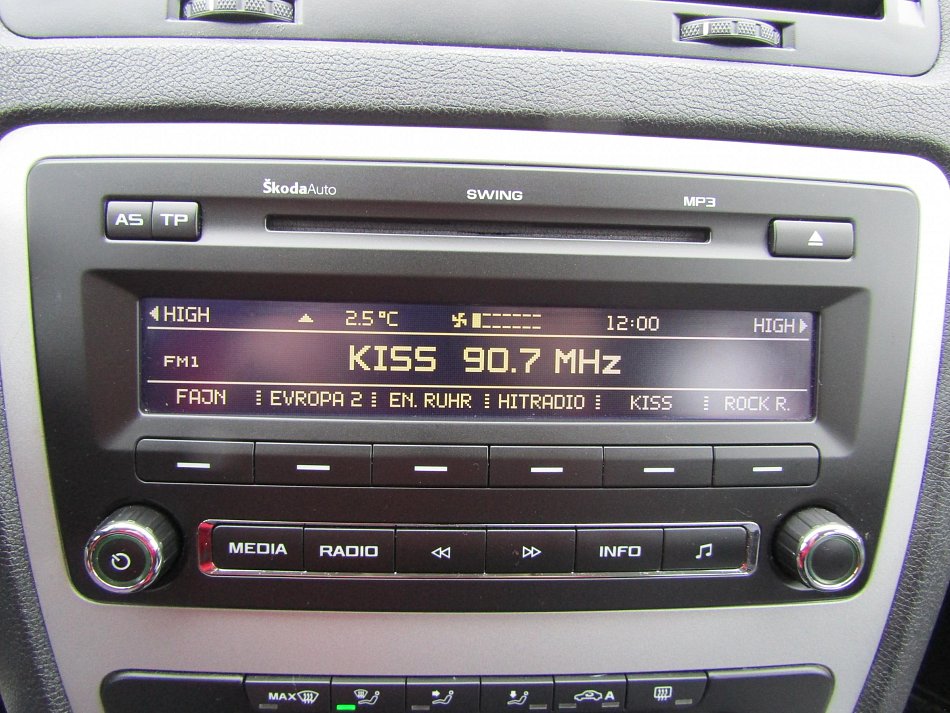 ŠkodaAuto SWING MP3
AS TP
HIGH 2.5 °C 12:00 HIGH
FM1 KISS 90.7 MHz
FAJN EVROPA 2 EN. RUHR HITRADIO KISS ROCK R.
MEDIA RADIO INFO
MAX A